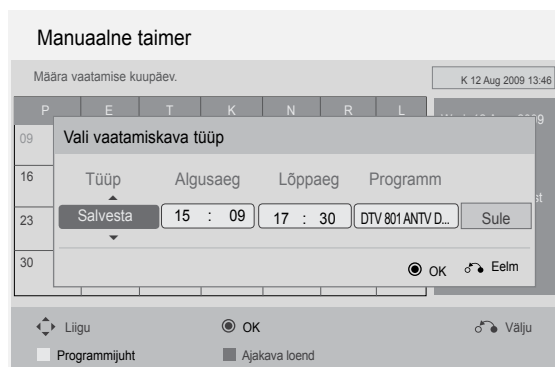 Manuaalne taimer
Määra vaatamise kuupäev.
K 12 Aug 2009 13:46
P E T K N R L
09
Vali vaatamiskava tüüp
16
Tüüp Algusaeg Lõppaeg Programm
23
Salvesta 15 : 09 17 : 30 DTV 801 ANTV D... Sule
30
OK Eelm
Liigu OK Välju
Programmijuht Ajakava loend